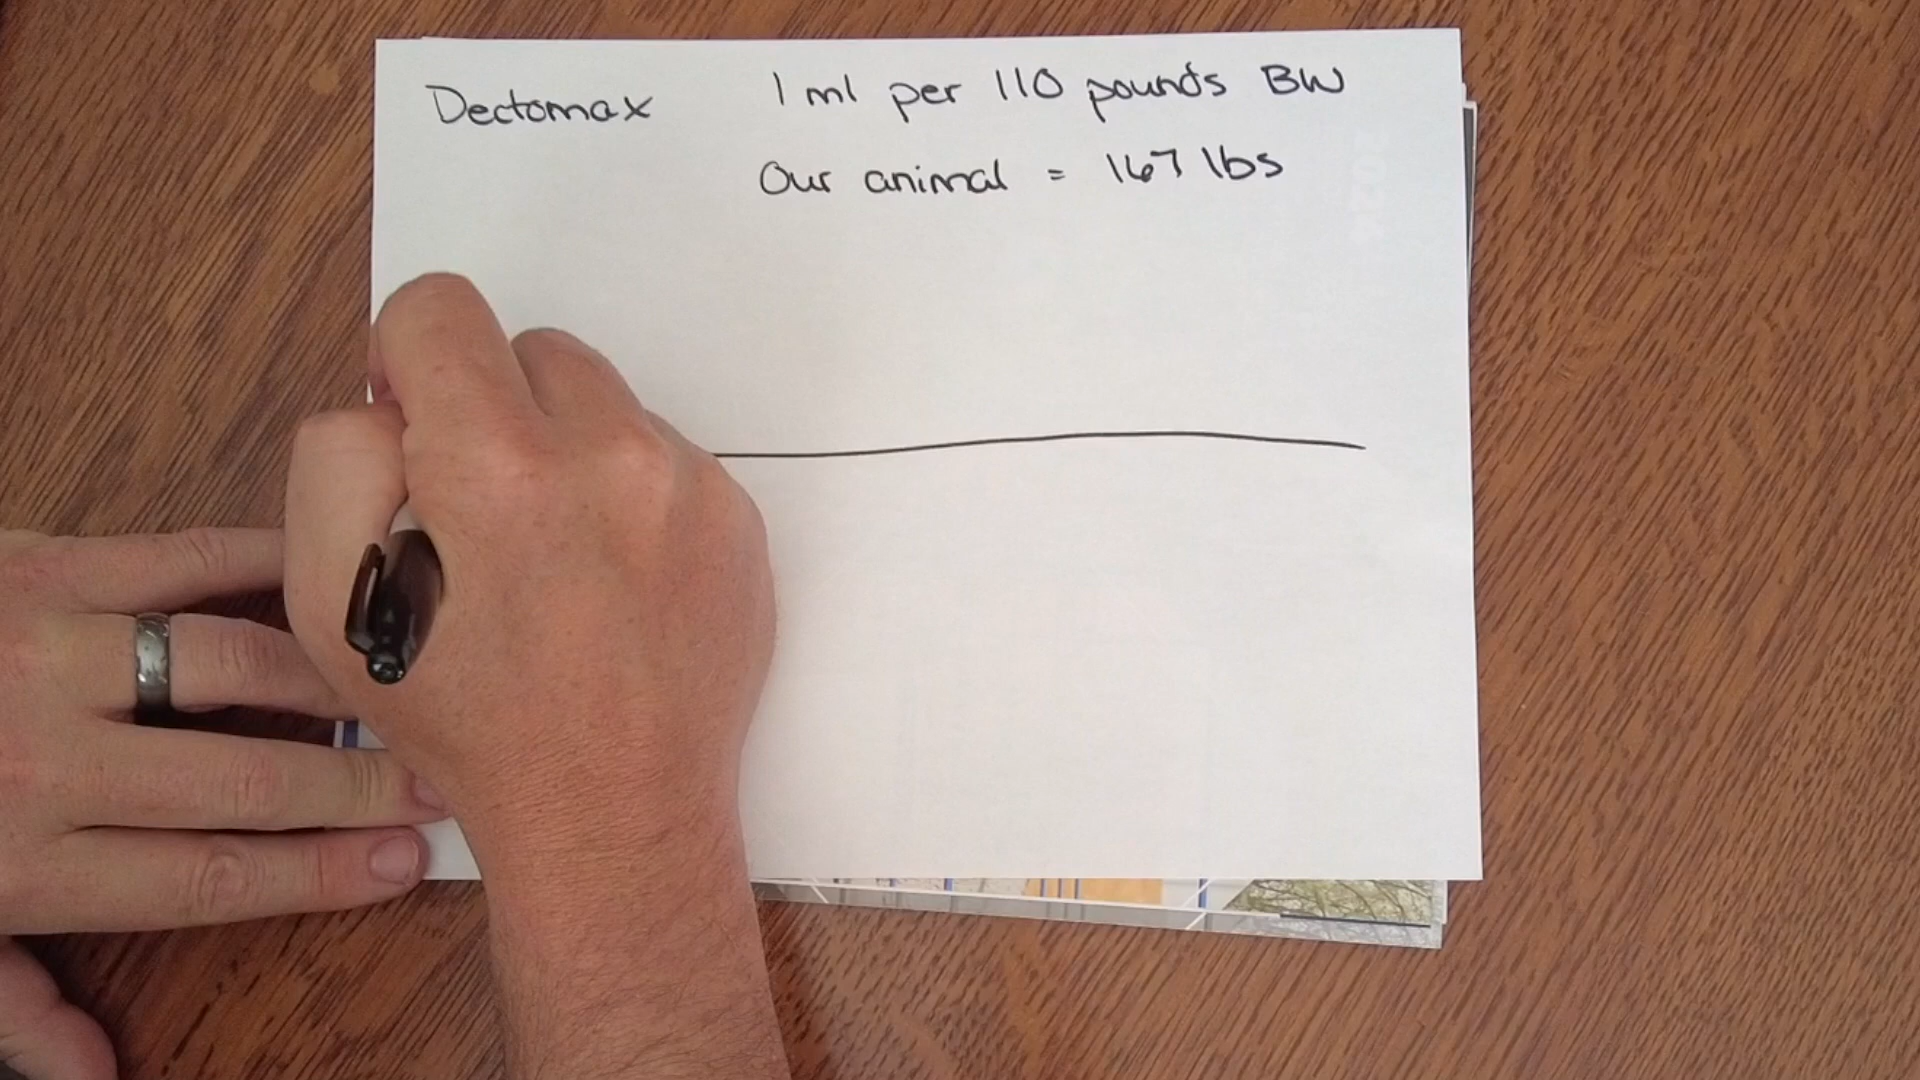 Dectomax 1 ml per 110 pounds BW
Our animal = 167 lbs